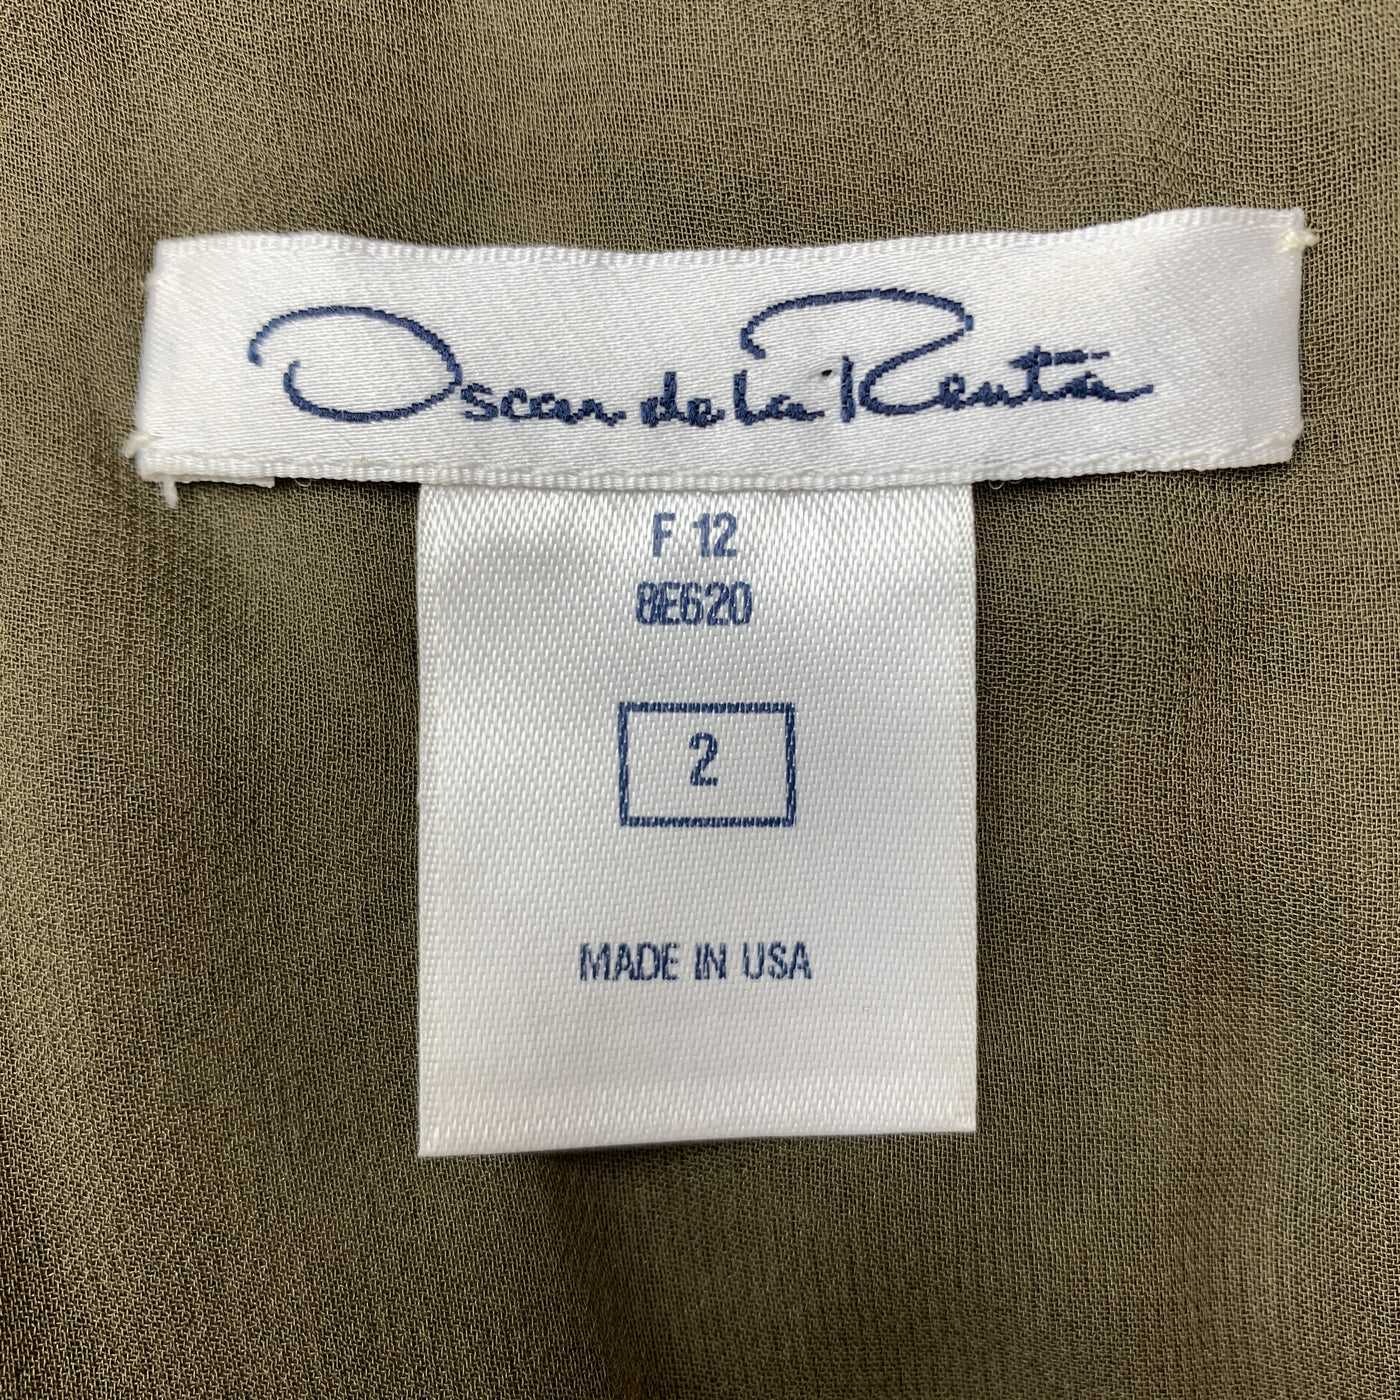 Oscar de la Renta
F 12
8E620
2
MADE IN USA